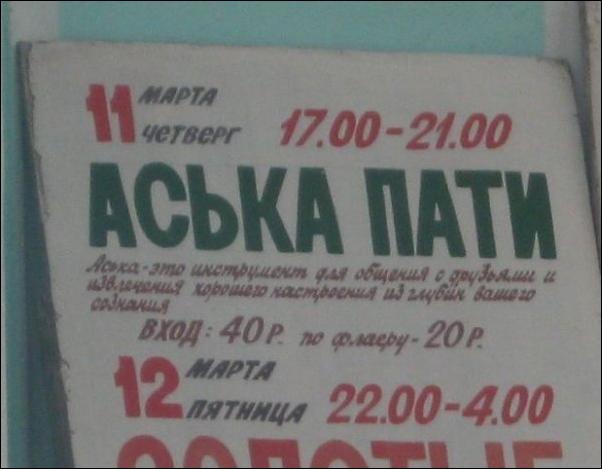 11 МАРТА
ЧЕТВЕРГ 17.00-21.00
АСЬКА ПАТИ
Аська-это инструмент для общения с друзьями и
извлечения хорошего настроения из глубин вашего
сознания
ВХОД: 40 Р. по флаеру-20 Р.
12 МАРТА
ПЯТНИЦА 22.00-4.00
ЗОЛОТЫЕ